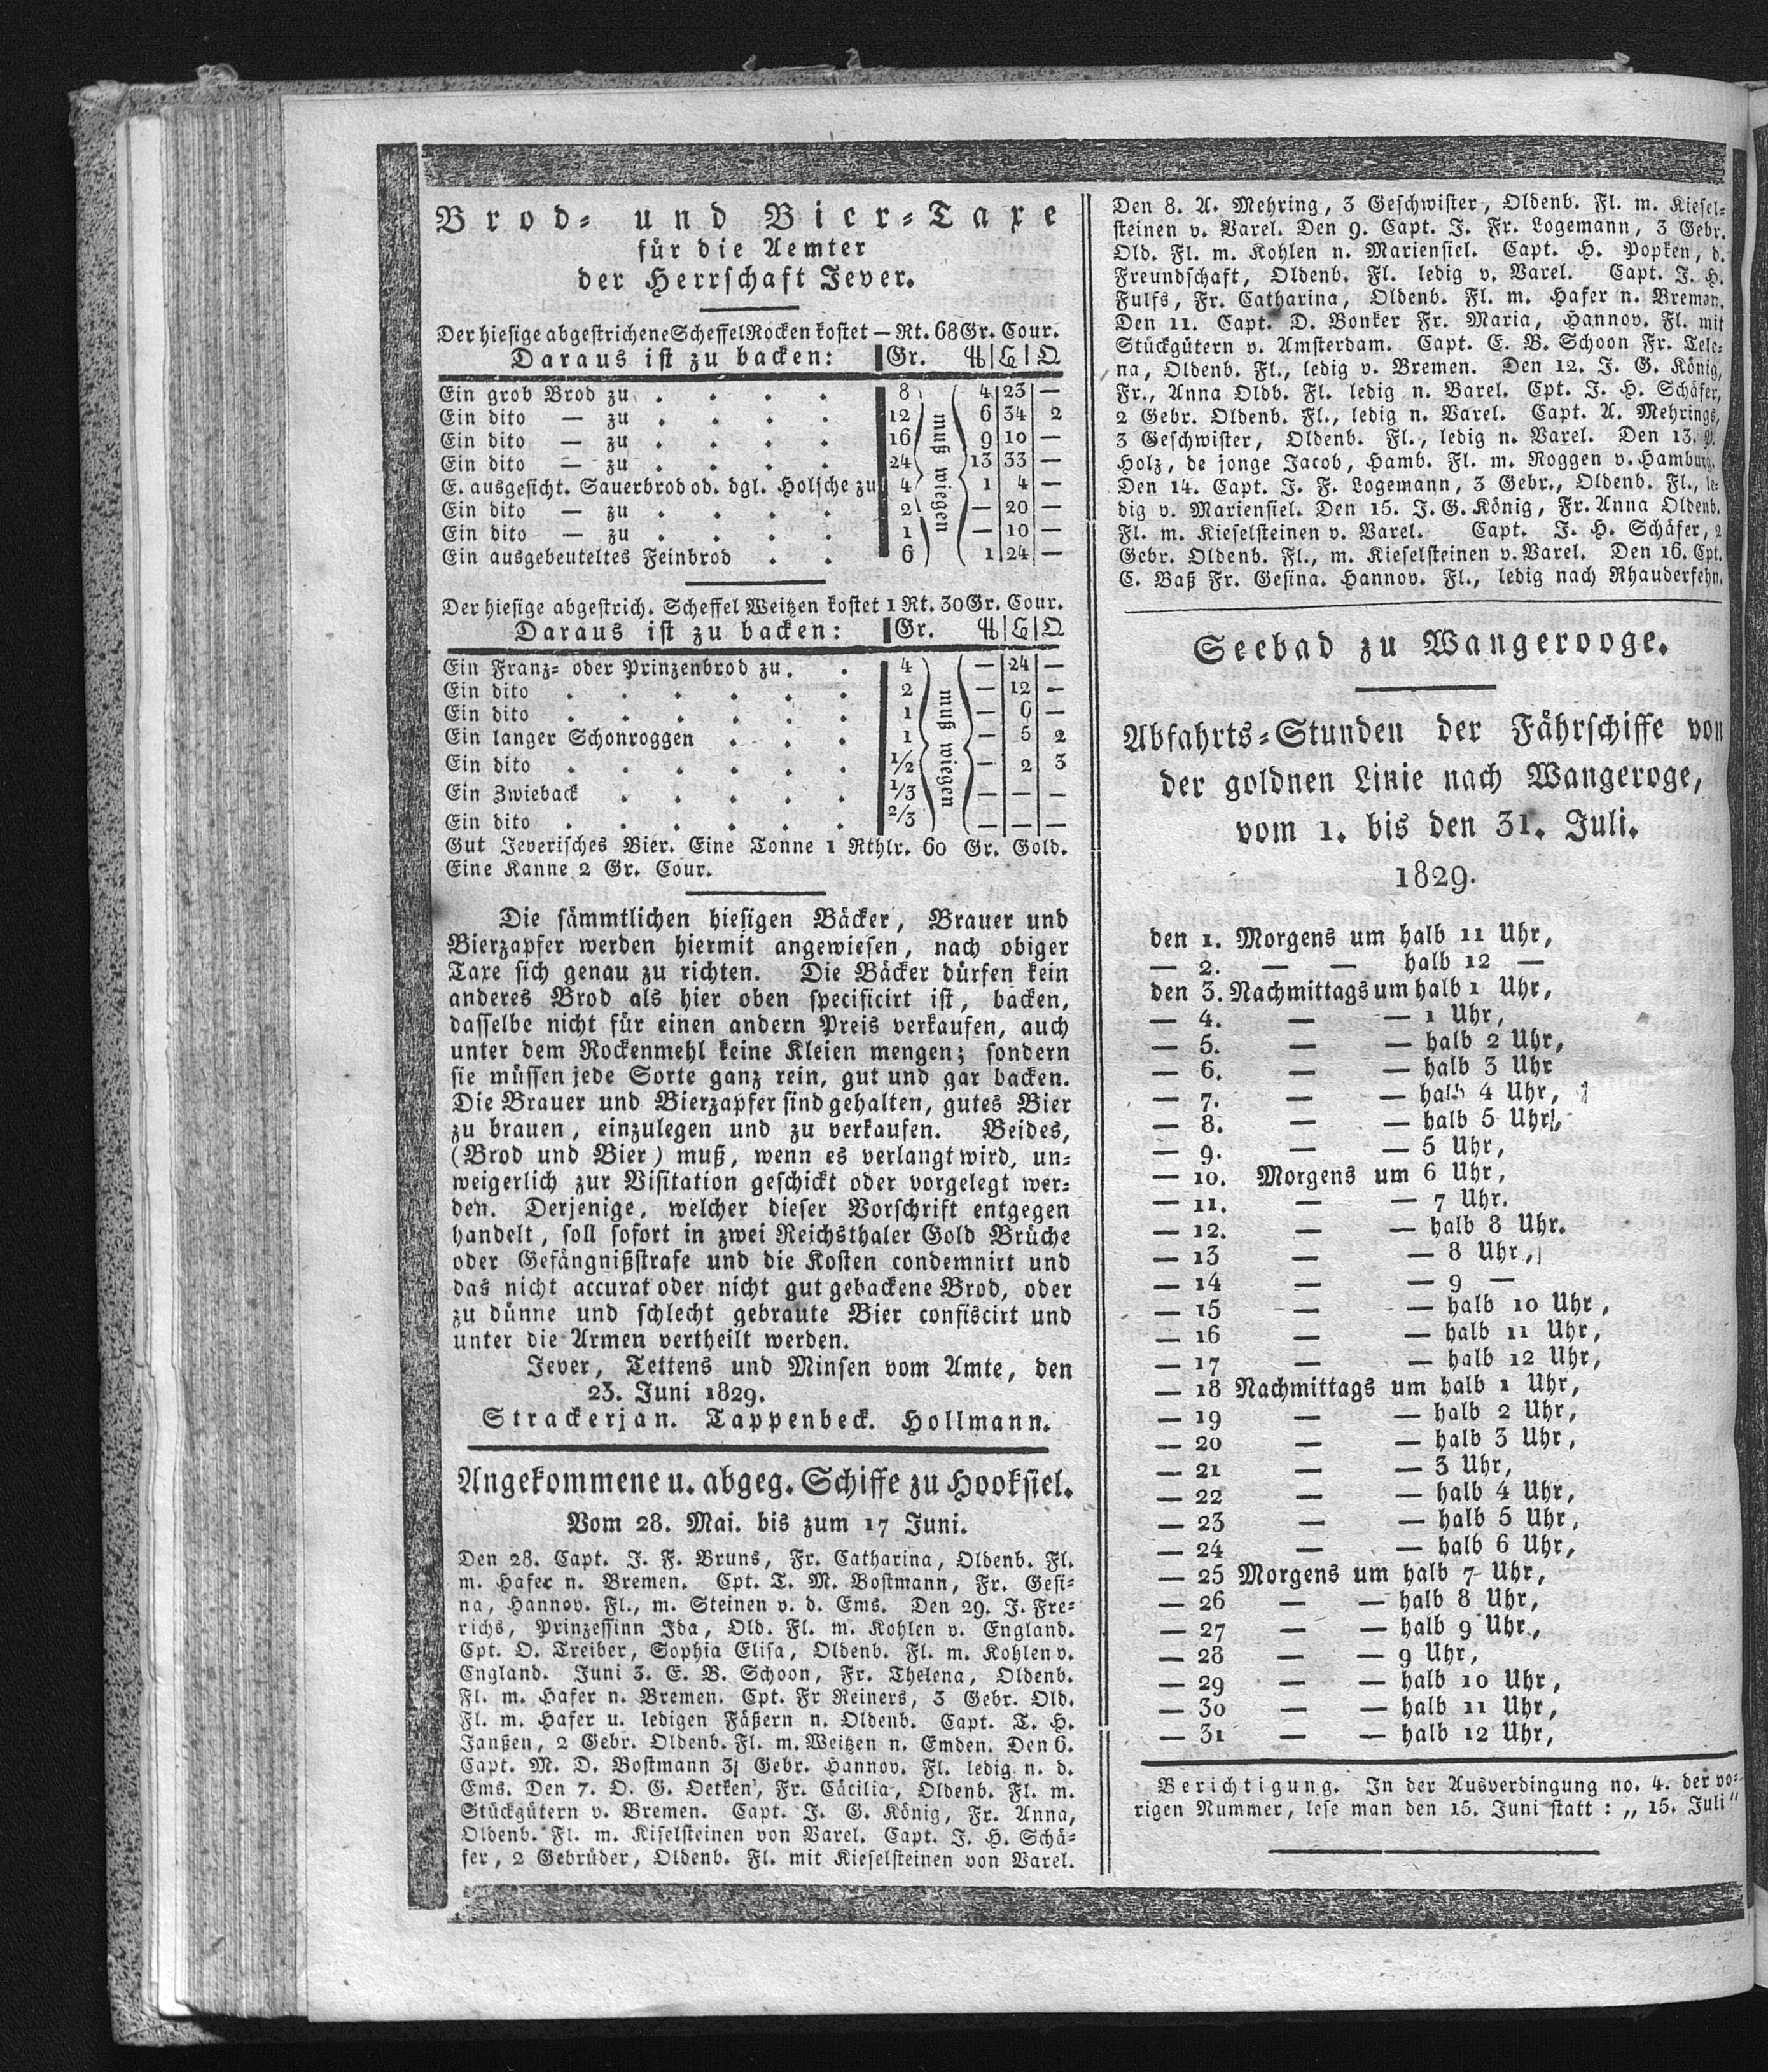 Brod- und Bier-Taxe
für die Aemter
der Herrschaft Jever.
Der hiesige abgestrichene Scheffel Rocken kostet — Rt. 68 Gr. Cour.
Daraus ist zu backen: Gr. ℔ L Q
Ein grob Brod zu . . . . 8 4 23 —
Ein dito — zu . . . . 12 6 34 2
Ein dito — zu . . . . 16 9 10 —
Ein dito — zu . . . . 24 13 33 —
E. ausgesicht. Sauerbrod od. dgl. Holsche zu 4 1 4 —
Ein dito — zu . . . . 2 — 20 —
Ein dito — zu . . . . 1 — 10 —
Ein ausgebeuteltes Feinbrod . . 6 1 24 —
muß wiegen
Der hiesige abgestrich. Scheffel Weitzen kostet 1 Rt. 30 Gr. Cour.
Daraus ist zu backen: Gr. ℔ L Q
Ein Franz- oder Prinzenbrod zu . . 4 — 24 —
Ein dito . . . . . . 2 — 12 —
Ein dito . . . . . . 1 — 6 —
Ein langer Schonroggen . . . 1 — 5 2
Ein dito . . . . . . 1/2 — 2 3
Ein Zwieback . . . . . 1/3 — — —
Ein dito . . . . . . 2/3 — — —
muß wiegen
Gut Jeverisches Bier. Eine Tonne 1 Rthlr. 60 Gr. Gold.
Eine Kanne 2 Gr. Cour.
Die sämmtlichen hiesigen Bäcker, Brauer und
Bierzapfer werden hiermit angewiesen, nach obiger
Taxe sich genau zu richten. Die Bäcker dürfen kein
anderes Brod als hier oben specificirt ist, backen,
dasselbe nicht für einen andern Preis verkaufen, auch
unter dem Rockenmehl keine Kleien mengen; sondern
sie müssen jede Sorte ganz rein, gut und gar backen.
Die Brauer und Bierzapfer sind gehalten, gutes Bier
zu brauen, einzulegen und zu verkaufen. Beides,
(Brod und Bier) muß, wenn es verlangt wird, un-
weigerlich zur Visitation geschickt oder vorgelegt wer-
den. Derjenige, welcher dieser Vorschrift entgegen
handelt, soll sofort in zwei Reichsthaler Gold Brüche
oder Gefängnißstrafe und die Kosten condemnirt und
das nicht accurat oder nicht gut gebackene Brod, oder
zu dünne und schlecht gebraute Bier confiscirt und
unter die Armen vertheilt werden.
Jever, Tettens und Minsen vom Amte, den
23. Juni 1829.
Strackerjan. Tappenbeck. Hollmann.
Angekommene u. abgeg. Schiffe zu Hooksiel.
Vom 28. Mai. bis zum 17 Juni.
Den 28. Capt. J. F. Bruns, Fr. Catharina, Oldenb. Fl.
m. Hafer n. Bremen. Cpt. T. M. Bostmann, Fr. Gesi-
na, Hannov. Fl., m. Steinen v. d. Ems. Den 29. J. Fre-
richs, Prinzessinn Ida, Old. Fl. m. Kohlen v. England.
Cpt. O. Treiber, Sophia Elisa, Oldenb. Fl. m. Kohlen v.
England. Juni 3. E. B. Schoon, Fr. Thelena, Oldenb.
Fl. m. Hafer n. Bremen. Cpt. Fr Reiners, 3 Gebr. Old.
Fl. m. Hafer u. ledigen Fäßern n. Oldenb. Capt. T. H.
Janßen, 2 Gebr. Oldenb. Fl. m. Weitzen n. Emden. Den 6.
Capt. M. D. Bostmann 3 Gebr. Hannov. Fl. ledig n. d.
Ems. Den 7. O. G. Oetken, Fr. Cäcilia, Oldenb. Fl. m.
Stückgütern v. Bremen. Capt. J. G. König, Fr. Anna,
Oldenb. Fl. m. Kiselsteinen von Varel. Capt. J. H. Schä-
fer, 2 Gebrüder, Oldenb. Fl. mit Kieselsteinen von Varel.
Den 8. A. Mehring, 3 Geschwister, Oldenb. Fl. m. Kiesel-
steinen v. Varel. Den 9. Capt. J. Fr. Logemann, 3 Gebr.
Old. Fl. m. Kohlen n. Mariensiel. Capt. H. Popken, d.
Freundschaft, Oldenb. Fl. ledig v. Varel. Capt. J. H.
Fulfs, Fr. Catharina, Oldenb. Fl. m. Hafer n. Bremen.
Den 11. Capt. D. Bonker Fr. Maria, Hannov. Fl. mit
Stückgütern v. Amsterdam. Capt. E. B. Schoon Fr. Tele-
na, Oldenb. Fl., ledig v. Bremen. Den 12. J. G. König,
Fr., Anna Oldb. Fl. ledig n. Varel. Cpt. J. H. Schäfer,
2 Gebr. Oldenb. Fl., ledig n. Varel. Capt. A. Mehrings,
3 Geschwister, Oldenb. Fl., ledig n. Varel. Den 13.
Holz, de jonge Jacob, Hamb. Fl. m. Roggen v. Hamburg.
Den 14. Capt. J. F. Logemann, 3 Gebr., Oldenb. Fl., le-
dig v. Mariensiel. Den 15. J. G. König, Fr. Anna Oldenb.
Fl. m. Kieselsteinen v. Varel. Capt. J. H. Schäfer, 2
Gebr. Oldenb. Fl., m. Kieselsteinen v. Varel. Den 16. Cpt.
C. Baß Fr. Gesina. Hannov. Fl., ledig nach Rhauderfehn.
Seebad zu Wangerooge.
Abfahrts-Stunden der Fährschiffe von
der goldnen Linie nach Wangeroge,
vom 1. bis den 31. Juli.
1829.
den 1. Morgens um halb 11 Uhr,
— 2. — — halb 12 —
den 3. Nachmittags um halb 1 Uhr,
— 4. — — 1 Uhr,
— 5. — — halb 2 Uhr,
— 6. — — halb 3 Uhr
— 7. — — halb 4 Uhr,
— 8. — — halb 5 Uhr,
— 9. — — 5 Uhr,
— 10. Morgens um 6 Uhr,
— 11. — — 7 Uhr.
— 12. — — halb 8 Uhr.
— 13 — — 8 Uhr,
— 14 — — 9 —
— 15 — — halb 10 Uhr,
— 16 — — halb 11 Uhr,
— 17 — — halb 12 Uhr,
— 18 Nachmittags um halb 1 Uhr,
— 19 — — halb 2 Uhr,
— 20 — — halb 3 Uhr,
— 21 — — 3 Uhr,
— 22 — — halb 4 Uhr,
— 23 — — halb 5 Uhr,
— 24 — — halb 6 Uhr,
— 25 Morgens um halb 7 Uhr,
— 26 — — halb 8 Uhr,
— 27 — — halb 9 Uhr,
— 28 — — 9 Uhr,
— 29 — — halb 10 Uhr,
— 30 — — halb 11 Uhr,
— 31 — — halb 12 Uhr,
Berichtigung. In der Ausverdingung no. 4. der vo-
rigen Nummer, lese man den 15. Juni statt: „ 15. Juli"